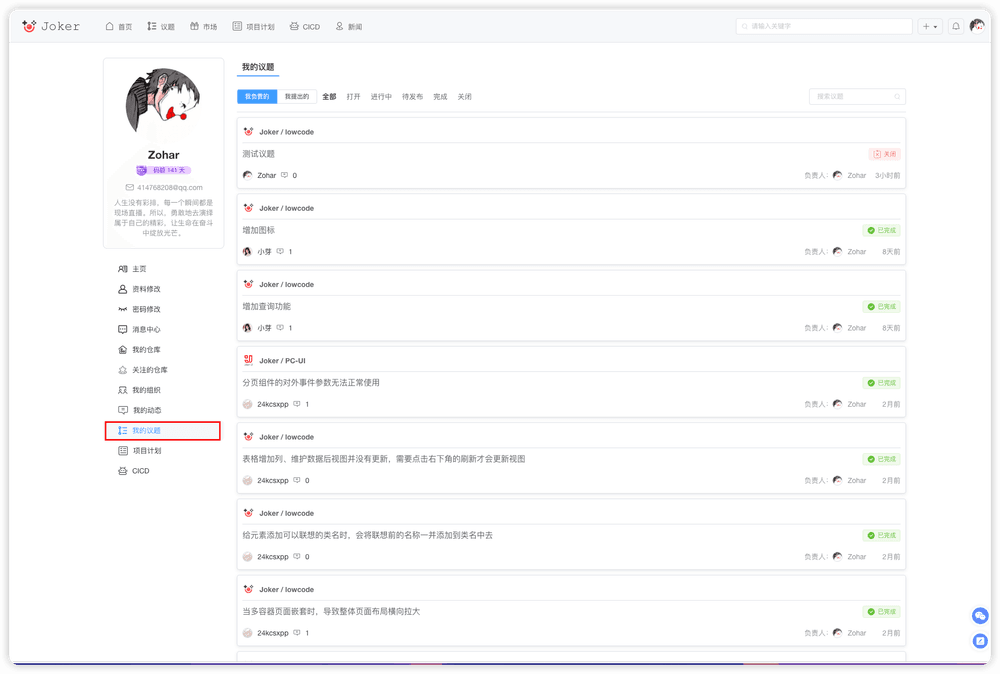 Joker 首页 议题 市场 项目计划 CICD 新闻 请输入关键字
Zohar
码龄 141 天
414768208@qq.com
人生没有彩排，每一个瞬间都是
现场直播。所以，勇敢地去演绎
属于自己的精彩，让生命在奋斗
中绽放光芒。
主页
资料修改
密码修改
消息中心
我的仓库
关注的仓库
我的组织
我的动态
我的议题
项目计划
CICD
我的议题
我负责的 我提出的 全部 打开 进行中 待发布 完成 关闭 搜索议题
Joker / lowcode
测试议题 关闭
Zohar 0 负责人： Zohar 3小时前
Joker / lowcode
增加图标 已完成
小芽 1 负责人： Zohar 8天前
Joker / lowcode
增加查询功能 已完成
小芽 1 负责人： Zohar 8天前
Joker / PC-UI
分页组件的对外事件参数无法正常使用 已完成
24kcsxpp 1 负责人： Zohar 2月前
Joker / lowcode
表格增加列、维护数据后视图并没有更新，需要点击右下角的刷新才会更新视图 已完成
24kcsxpp 0 负责人： Zohar 2月前
Joker / lowcode
给元素添加可以联想的类名时，会将联想前的名称一并添加到类名中去 已完成
24kcsxpp 0 负责人： Zohar 2月前
Joker / lowcode
当多容器页面嵌套时，导致整体页面布局横向拉大 已完成
24kcsxpp 1 负责人： Zohar 2月前